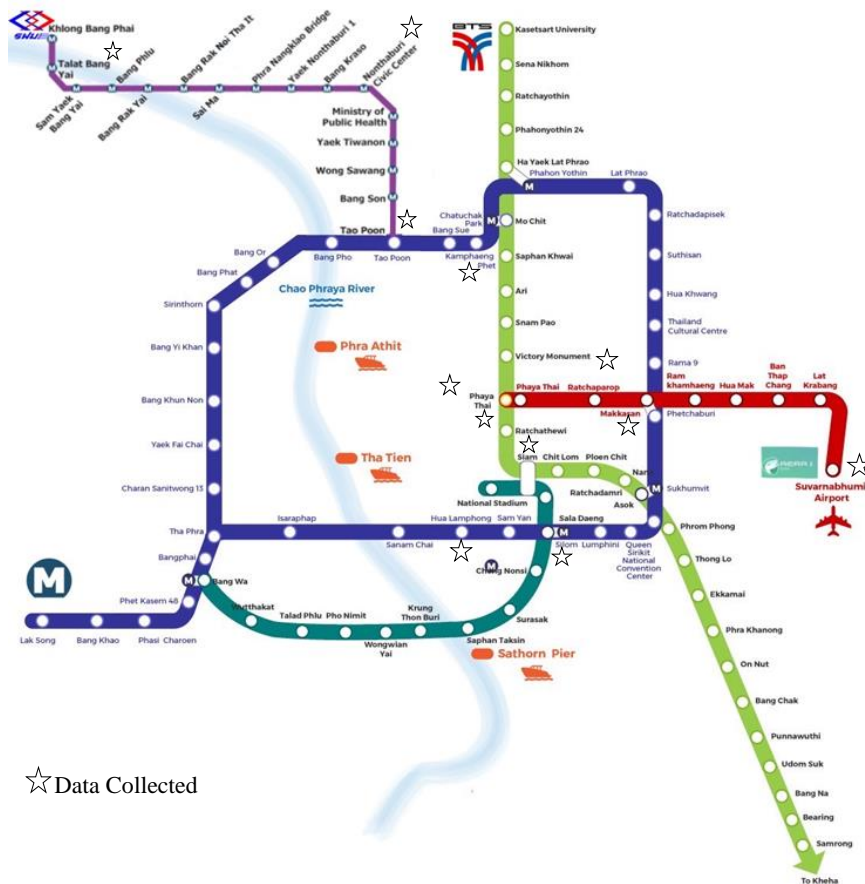 Khlong Bang Phai
Talat Bang
Yai
Sam Yaek
Bang Yai
Bang Phlu
Bang Rak Yai
Bang Rak Noi Tha It
Sai Ma
Phra Nangklao Bridge
Yaek Nonthaburi 1
Bang Kraso
Nonthaburi
Civic Center
Ministry of
Public Health
Yaek Tiwanon
Wong Sawang
Bang Son
Tao Poon
BTS
Kasetsart University
Sena Nikhom
Ratchayothin
Phahonyothin 24
Ha Yaek Lat Phrao
Phahon Yothin
Lat Phrao
Chatuchak
Park
Mo Chit
Ratchadapisek
Bang Or
Bang Pho
Tao Poon
Bang Sue
Kamphaeng
Phet
Saphan Khwai
Suthisan
Bang Phat
Chao Phraya River
Ari
Hua Khwang
Sirinthorn
Snam Pao
Thailand
Cultural Centre
Bang Yi Khan
Phra Athit
Victory Monument
Rama 9
Phaya
Thai
Phaya Thai
Ratchaparop
Makkasan
Ram
khamhaeng
Hua Mak
Ban
Thap
Chang
Lat
Krabang
Bang Khun Non
Phetchaburi
Ratchathewi
Yaek Fai Chai
Tha Tien
Siam
Chit Lom
Ploen Chit
Nana
Suvarnabhumi
Airport
Charan Sanitwong 13
National Stadium
Ratchadamri
Asok
Sukhumvit
Tha Phra
Isaraphap
Sanam Chai
Hua Lamphong
Sam Yan
Sala Daeng
Silom
Lumphini
Queen
Sirikit
National
Convention
Center
Phrom Phong
Bangphai
Chong Nonsi
Thong Lo
M
Bang Wa
Ekkamai
Phet Kasem 48
Wutthakat
Talad Phlu
Pho Nimit
Wongwian
Yai
Krung
Thon Buri
Saphan Taksin
Surasak
Phra Khanong
Lak Song
Bang Khao
Phasi Charoen
Sathorn Pier
On Nut
Bang Chak
Punnawuthi
Udom Suk
Data Collected
Bang Na
Bearing
Samrong
To Kheha